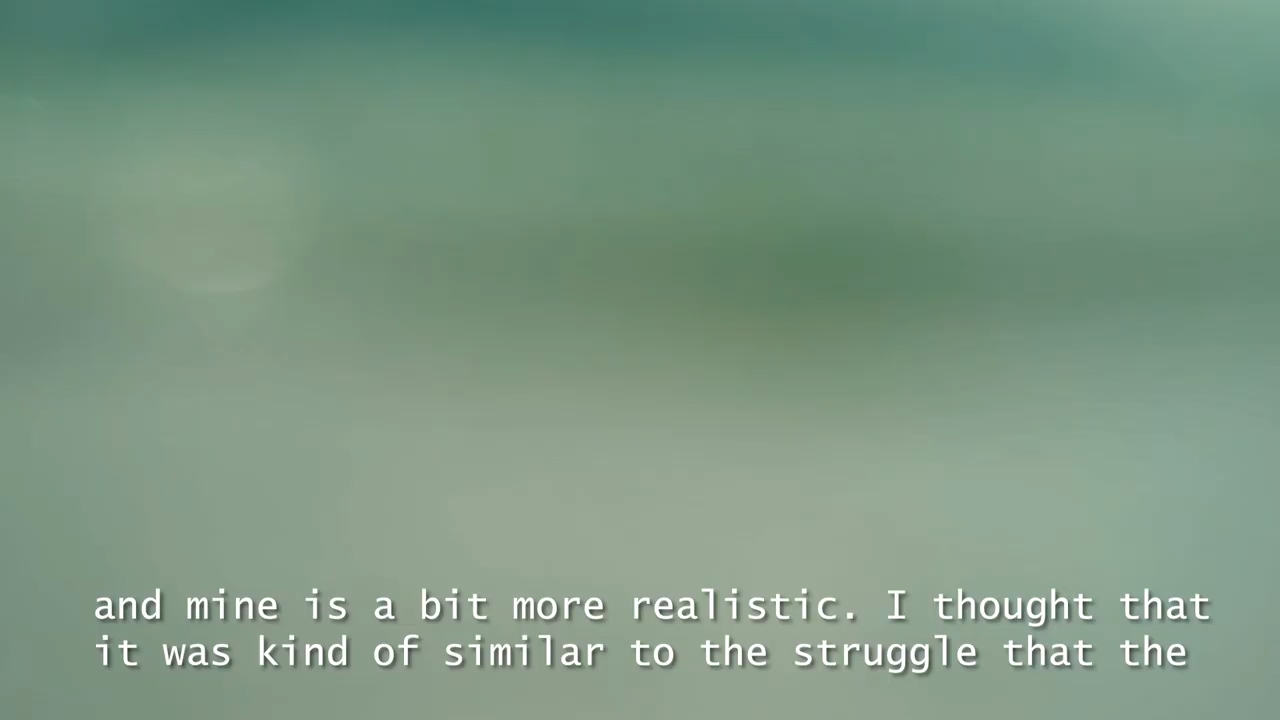 and mine is a bit more realistic. I thought that
it was kind of similar to the struggle that the